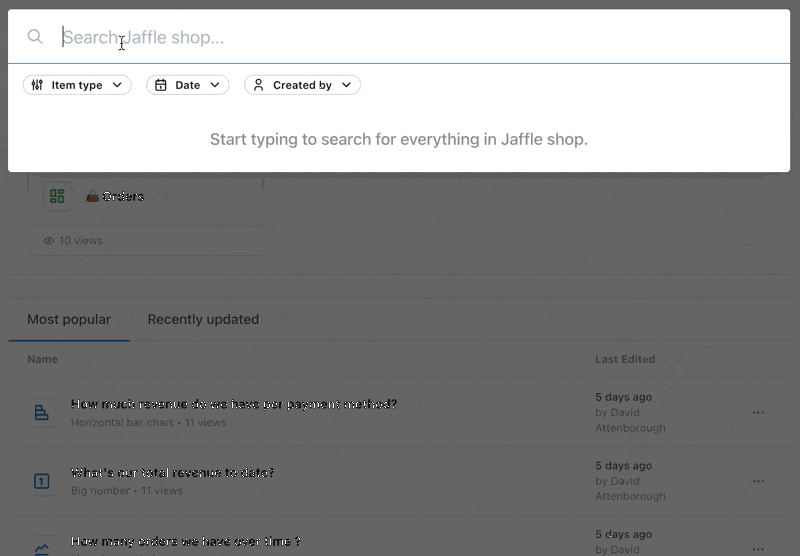 Search Jaffle shop...
Item type Date Created by
Start typing to search for everything in Jaffle shop.
Orders
10 views
Most popular Recently updated
Name Last Edited
How much revenue do we have per payment method?
Horizontal bar chart • 11 views
5 days ago
by David
Attenborough
What's our total revenue to date?
Big number • 11 views
5 days ago
by David
Attenborough
How many orders we have over time ?
5 days ago
by David